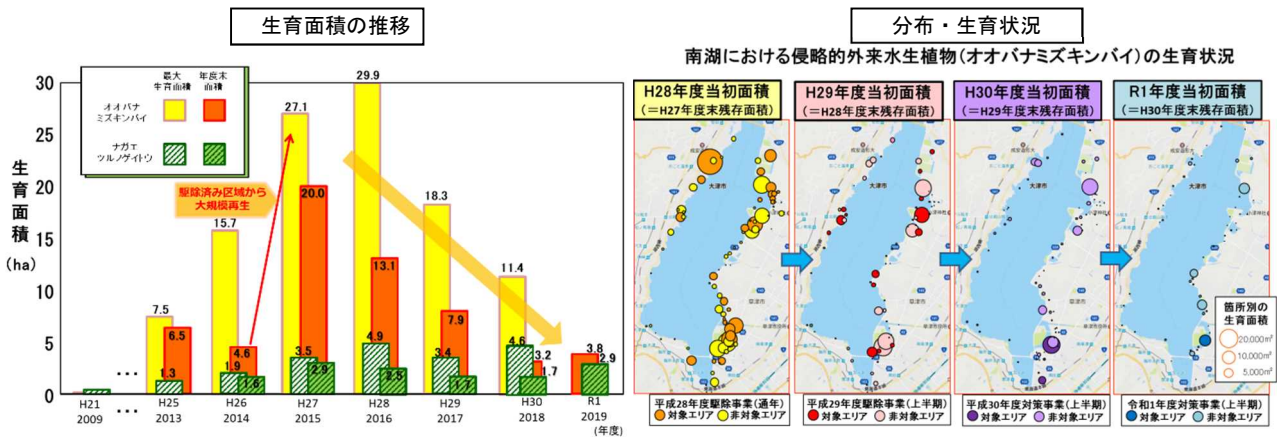 生育面積の推移
生育面積(ha)
30
25
20
15
10
5
0
最大
生育面積
年度末
面積
オオバナ
ミズキンバイ
ナガエ
ツルノゲイトウ
駆除済み区域から
大規模再生
7.5
6.5
1.3
15.7
4.6
1.9
1.6
27.1
20.0
3.5
2.9
29.9
13.1
4.9
2.5
18.3
7.9
3.4
1.7
11.4
3.2
4.6
1.7
3.8
2.9
H21
2009
…
…
H25
2013
H26
2014
H27
2015
H28
2016
H29
2017
H30
2018
R1
2019
(年度)
分布・生育状況
南湖における侵略的外来水生植物(オオバナミズキンバイ)の生育状況
H28年度当初面積
(=H27年度末残存面積)
大津市
草津市
平成28年度駆除事業(通年)
対象エリア 非対象エリア
H29年度当初面積
(=H28年度末残存面積)
大津市
草津市
平成29年度駆除事業(上半期)
対象エリア 非対象エリア
H30年度当初面積
(=H29年度末残存面積)
大津市
草津市
平成30年度対策事業(上半期)
対象エリア 非対象エリア
R1年度当初面積
(=H30年度末残存面積)
大津市
草津市
箇所別の
生育面積
20,000㎡
10,000㎡
5,000㎡
令和1年度対策事業(上半期)
対象エリア 非対象エリア